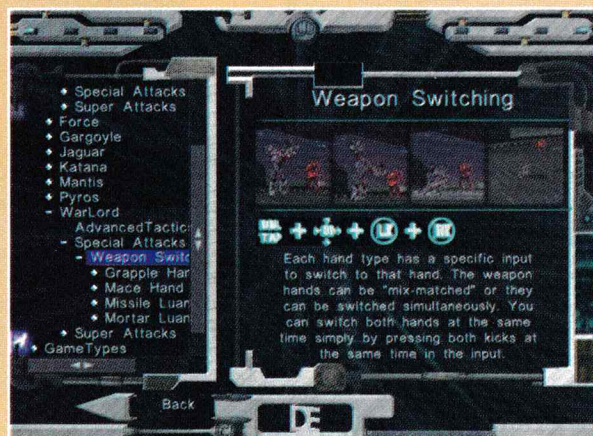 Special Attacks
Super Attacks
Force
Gargoyle
Jaguar
Katana
Mantis
Pyros
WarLord
AdvancedTactic
Special Attacks
Weapon Switc
Grapple Han
Mace Hand
Missile Luan
Mortar Luan
Super Attacks
GameTypes
Back
Weapon Switching
+ + LK + RK
Each hand type has a specific input
to switch to that hand. The weapon
hands can be "mix-matched" or they
can be switched simultaneously. You
can switch both hands at the same
time simply by pressing both kicks at
the same time in the input.